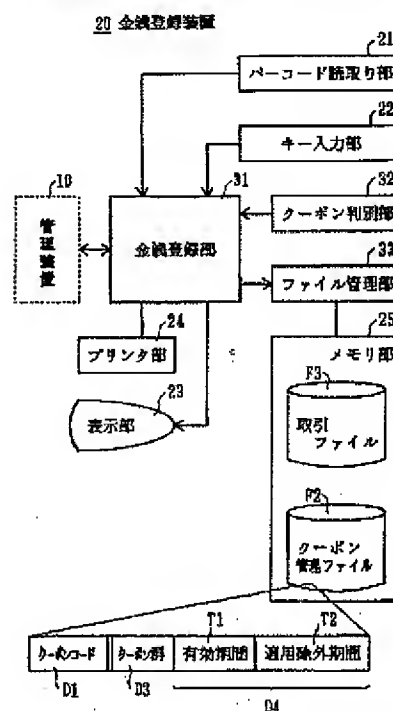 20 金銭登録装置
21
バーコード読取り部
22
キー入力部
10
31
32
管理装置
金銭登録部
クーポン判別部
33
ファイル管理部
24
プリンタ部
25
メモリ部
23
表示部
F3
取引
ファイル
F2
クーポン
管理ファイル
T1
T2
クーポンコード
クーポン群
有効期間
適用除外期間
D1
D3
D4